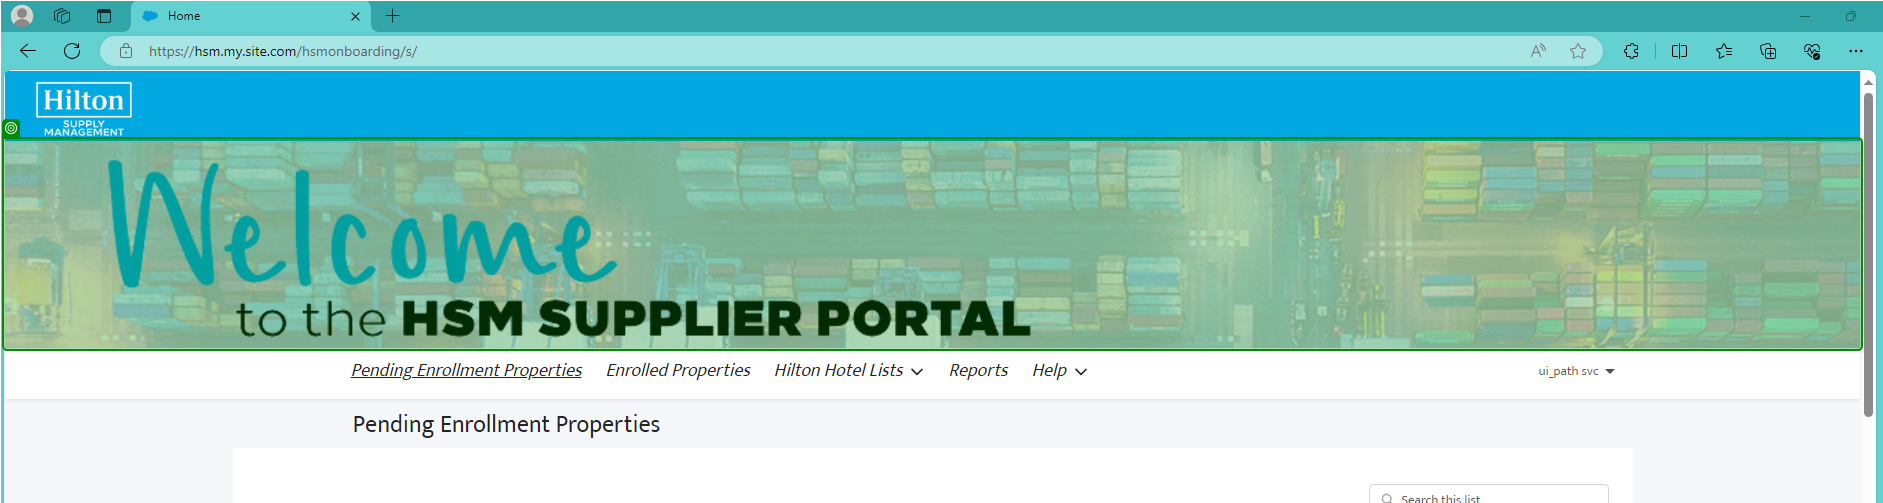 Home
https://hsm.my.site.com/hsmonboarding/s/
Hilton
SUPPLY
MANAGEMENT
Welcome
to the HSM SUPPLIER PORTAL
Pending Enrollment Properties Enrolled Properties Hilton Hotel Lists Reports Help ui_path svc
Pending Enrollment Properties
Search this list